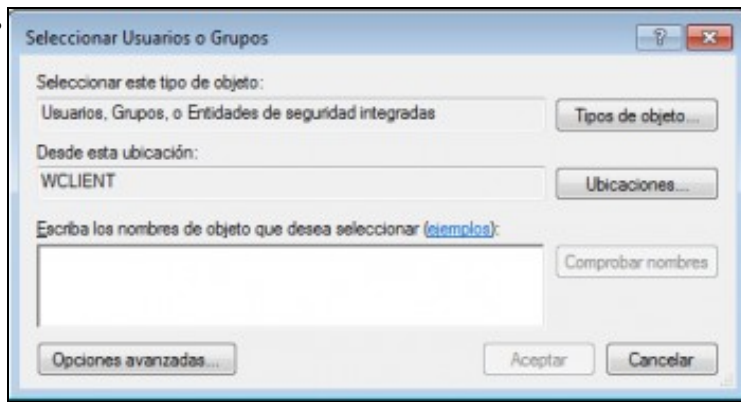 Seleccionar Usuarios o Grupos
Seleccionar este tipo de objeto:
Usuarios, Grupos, o Entidades de seguridad integradas
Tipos de objeto...
Desde esta ubicación:
WCLIENT
Ubicaciones...
Escriba los nombres de objeto que desea seleccionar (ejemplos):
Comprobar nombres
Opciones avanzadas...
Aceptar
Cancelar